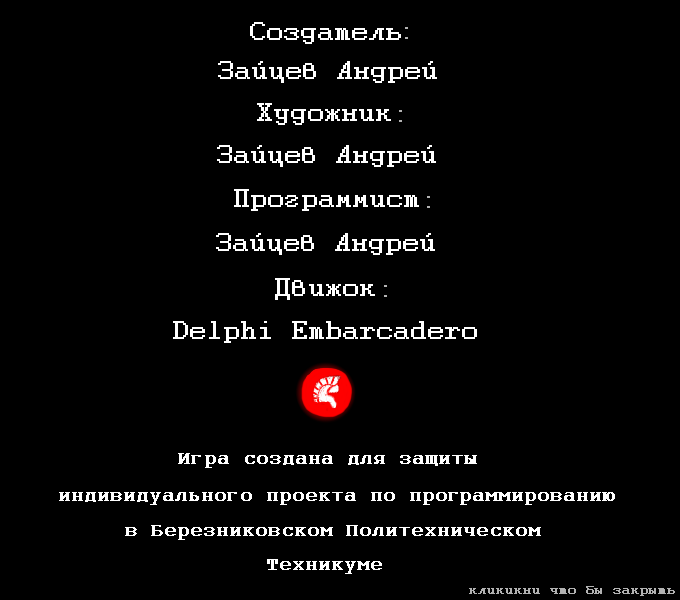 Создатель:
Зайцев Андрей
Художник:
Зайцев Андрей
Программист:
Зайцев Андрей
Движок:
Delphi Embarcadero
Игра создана для защиты
индивидуального проекта по программированию
в Березниковском Политехническом
Техникуме
кликикни что бы закрыть